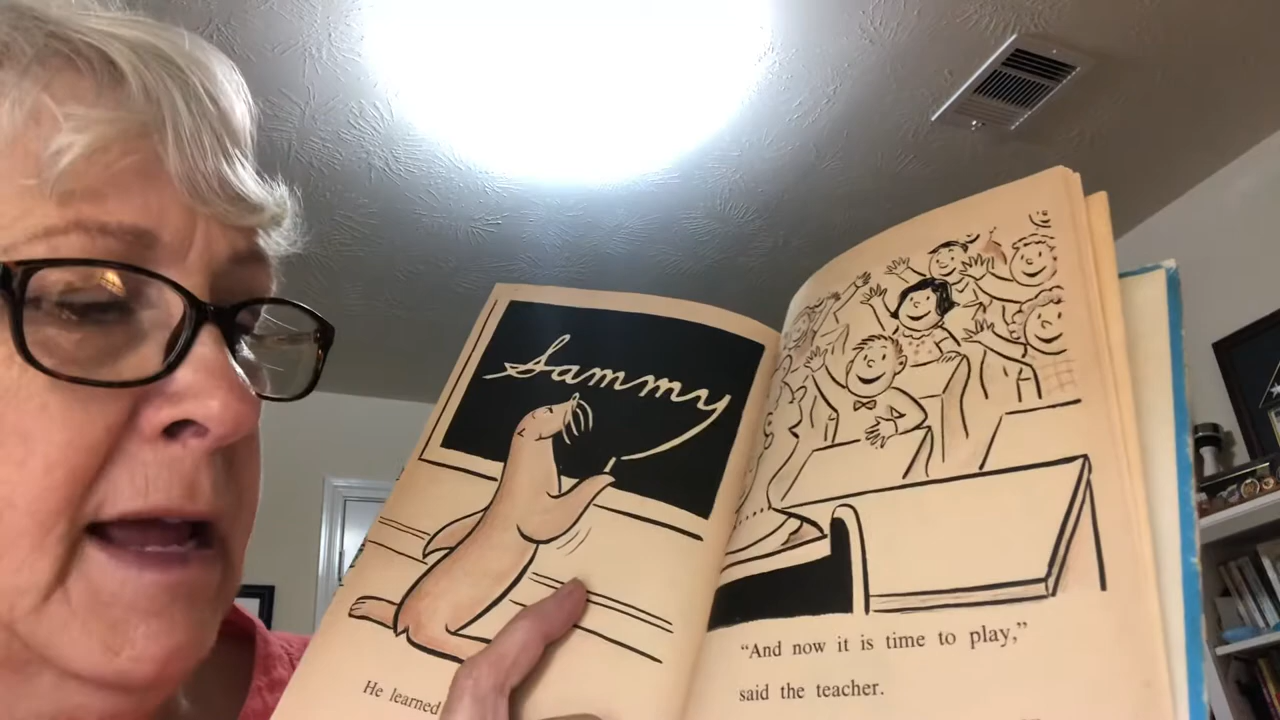 Sammy
He learned
"And now it is time to play,"
said the teacher.